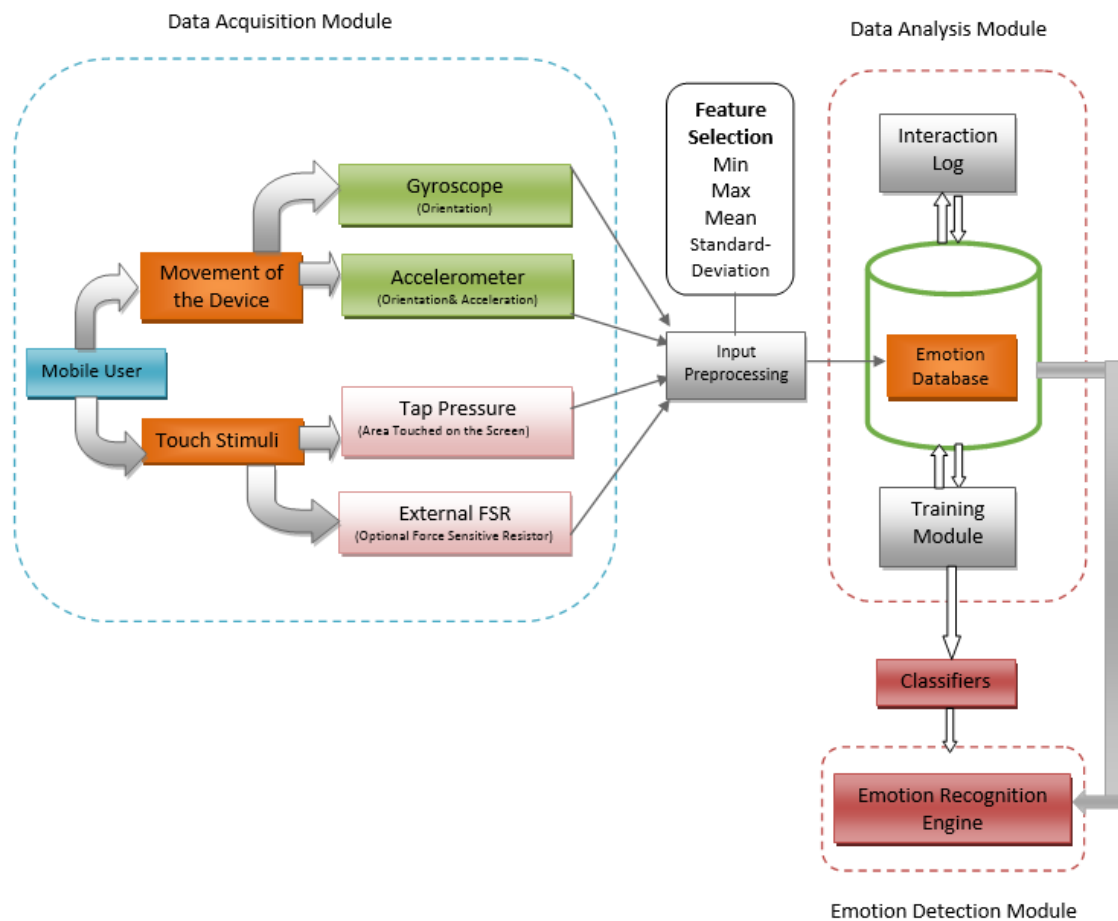 Data Acquisition Module
Data Analysis Module
Feature
Selection
Min
Max
Mean
Standard-
Deviation
Interaction
Log
Gyroscope
(Orientation)
Movement of
the Device
Accelerometer
(Orientation& Acceleration)
Mobile User
Input
Preprocessing
Emotion
Database
Tap Pressure
(Area Touched on the Screen)
Touch Stimuli
External FSR
(Optional Force Sensitive Resistor)
Training
Module
Classifiers
Emotion Recognition
Engine
Emotion Detection Module